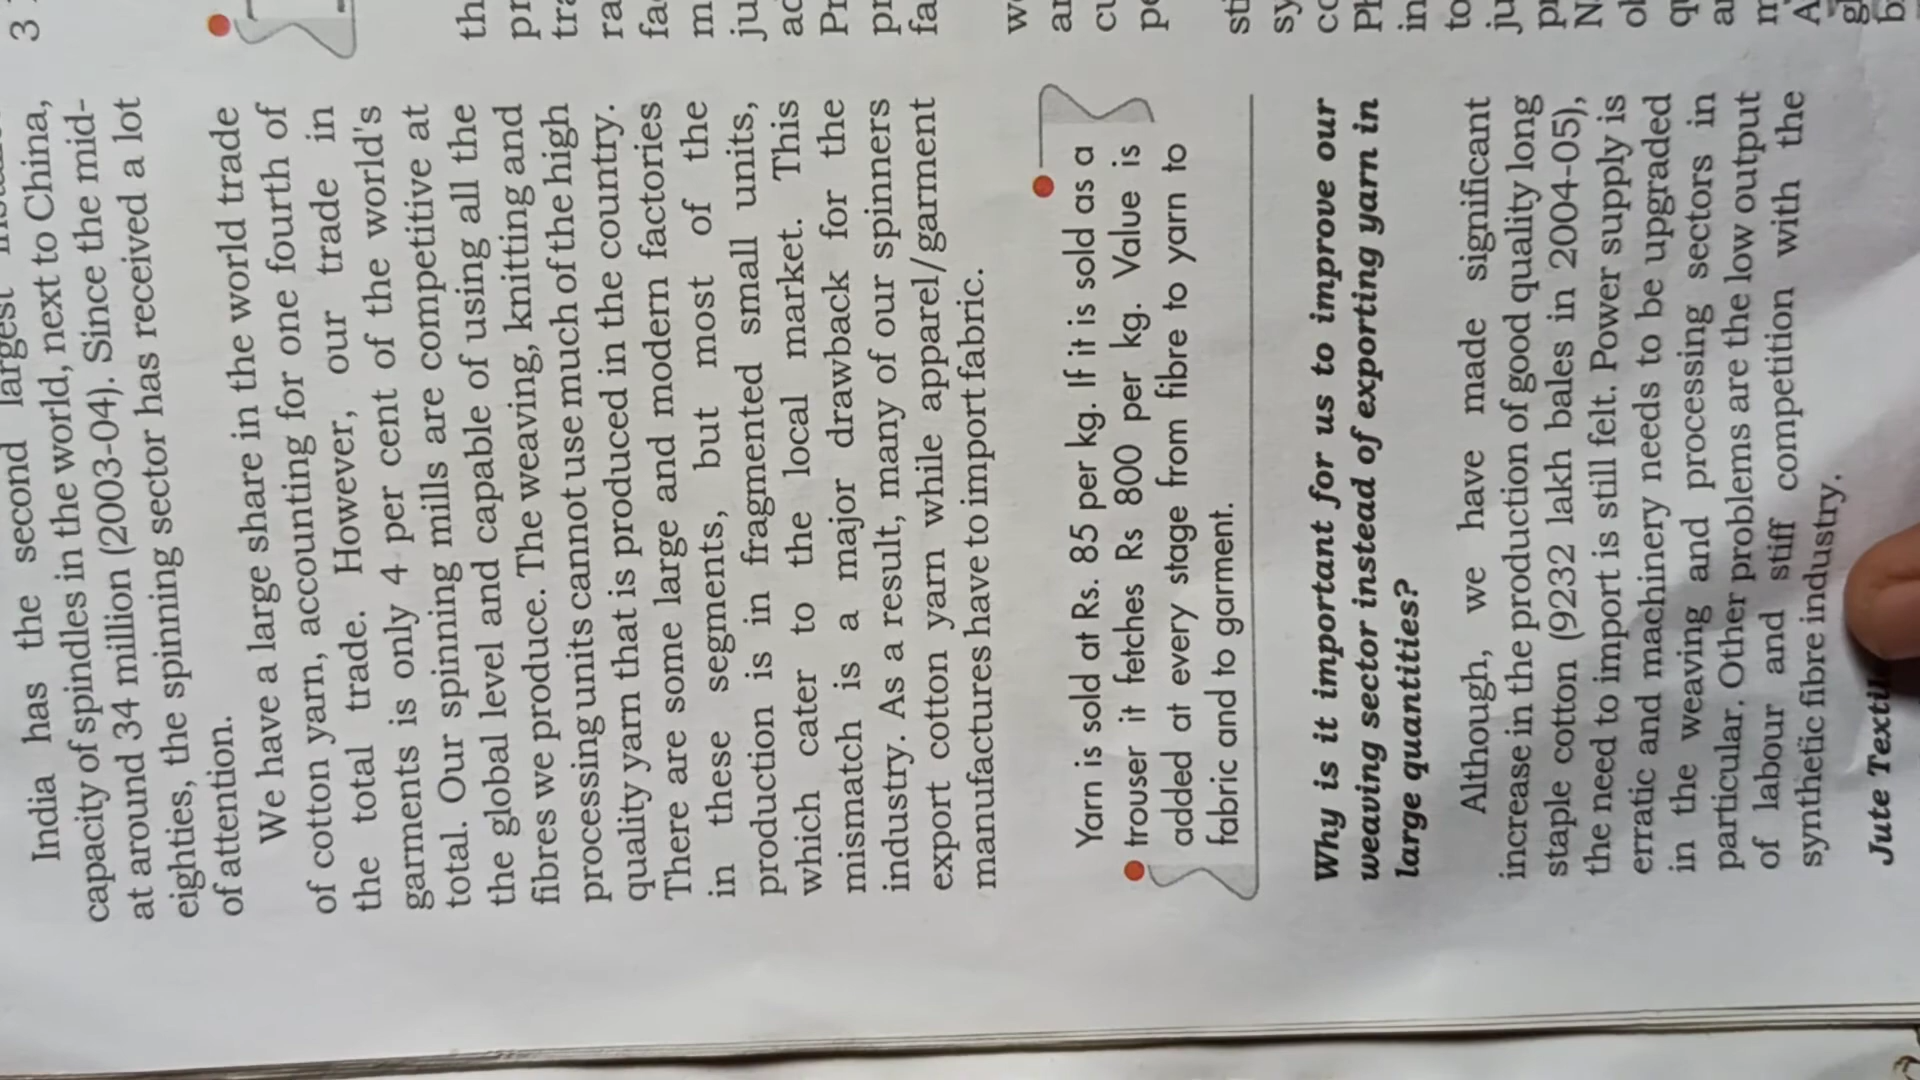 India has the second largest
capacity of spindles in the world, next to China,
at around 34 million (2003-04). Since the mid-
eighties, the spinning sector has received a lot
of attention.
We have a large share in the world trade
of cotton yarn, accounting for one fourth of
the total trade. However, our trade in
garments is only 4 per cent of the world's
total. Our spinning mills are competitive at
the global level and capable of using all the
fibres we produce. The weaving, knitting and
processing units cannot use much of the high
quality yarn that is produced in the country.
There are some large and modern factories
in these segments, but most of the
production is in fragmented small units,
which cater to the local market. This
mismatch is a major drawback for the
industry. As a result, many of our spinners
export cotton yarn while apparel/garment
manufactures have to import fabric.
Yarn is sold at Rs. 85 per kg. If it is sold as a
trouser it fetches Rs 800 per kg. Value is
added at every stage from fibre to yarn to
fabric and to garment.
Why is it important for us to improve our
weaving sector instead of exporting yarn in
large quantities?
Although, we have made significant
increase in the production of good quality long
staple cotton (9232 lakh bales in 2004-05),
the need to import is still felt. Power supply is
erratic and machinery needs to be upgraded
in the weaving and processing sectors in
particular. Other problems are the low output
of labour and stiff competition with the
synthetic fibre industry.
Jute